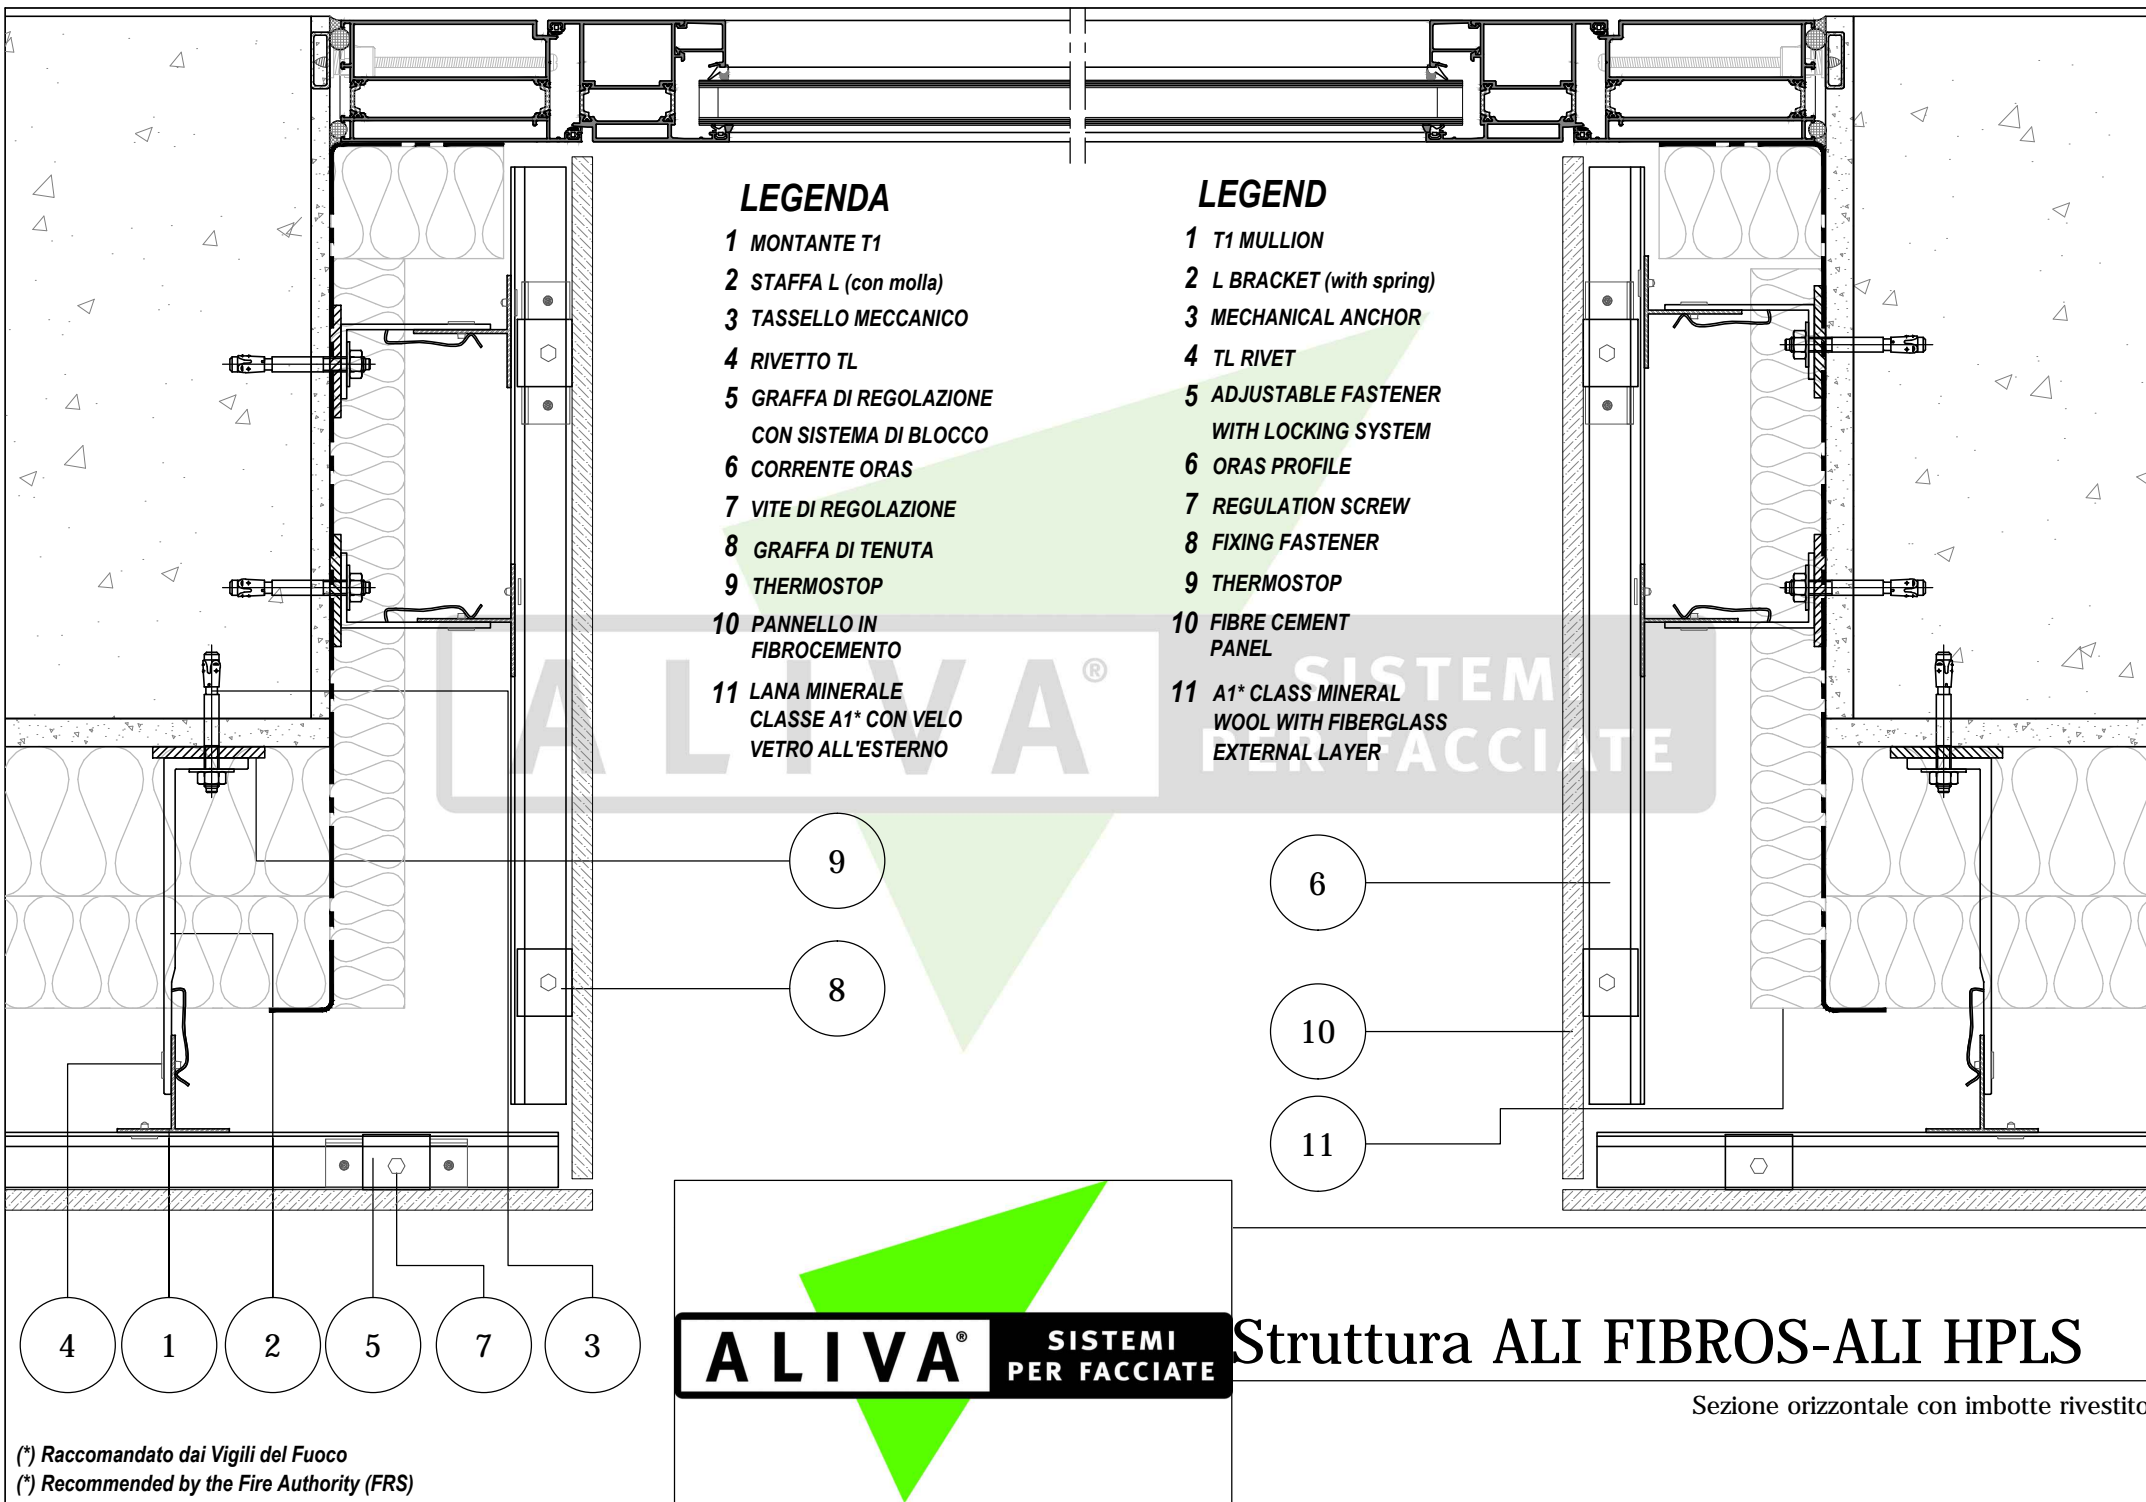 LEGENDA
1 MONTANTE T1
2 STAFFA L (con molla)
3 TASSELLO MECCANICO
4 RIVETTO TL
5 GRAFFA DI REGOLAZIONE
CON SISTEMA DI BLOCCO
6 CORRENTE ORAS
7 VITE DI REGOLAZIONE
8 GRAFFA DI TENUTA
9 THERMOSTOP
10 PANNELLO IN
FIBROCEMENTO
11 LANA MINERALE
CLASSE A1* CON VELO
VETRO ALL'ESTERNO
LEGEND
1 T1 MULLION
2 L BRACKET (with spring)
3 MECHANICAL ANCHOR
4 TL RIVET
5 ADJUSTABLE FASTENER
WITH LOCKING SYSTEM
6 ORAS PROFILE
7 REGULATION SCREW
8 FIXING FASTENER
9 THERMOSTOP
10 FIBRE CEMENT
PANEL
11 A1* CLASS MINERAL
WOOL WITH FIBERGLASS
EXTERNAL LAYER
ALIVA®
SISTEMI
PER FACCIATE
9
8
6
10
11
4
1
2
5
7
3
ALIVA®
SISTEMI
PER FACCIATE
Struttura ALI FIBROS-ALI HPLS
Sezione orizzontale con imbotte rivestito
(*) Raccomandato dai Vigili del Fuoco
(*) Recommended by the Fire Authority (FRS)